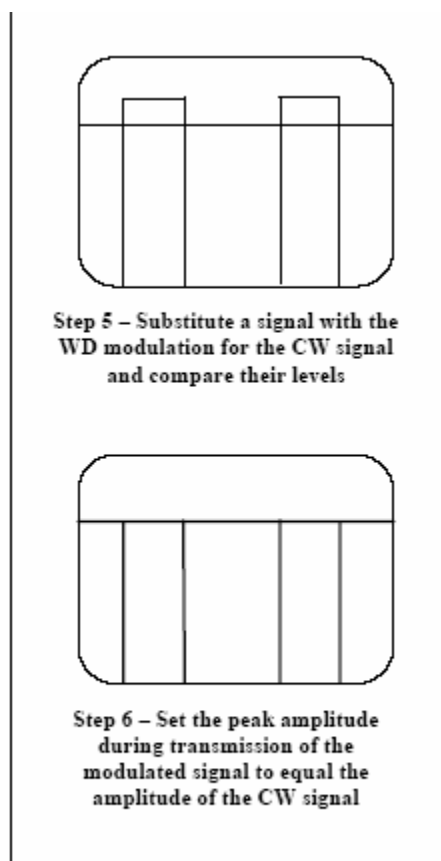 Step 5 – Substitute a signal with the
WD modulation for the CW signal
and compare their levels
Step 6 – Set the peak amplitude
during transmission of the
modulated signal to equal the
amplitude of the CW signal